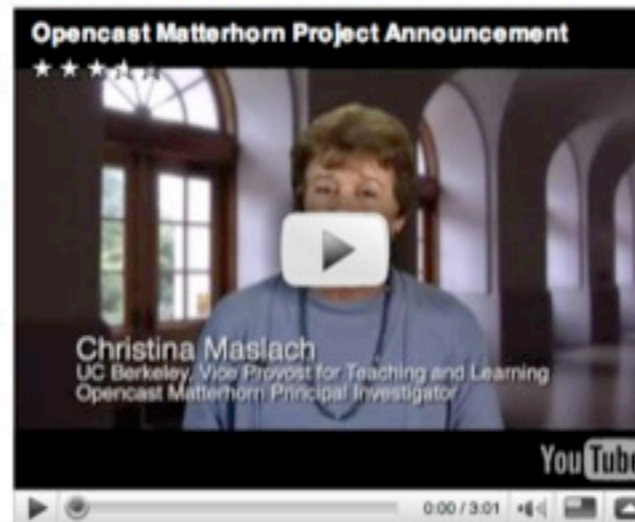 Opencast Matterhorn Project Announcement
Christina Maslach
UC Berkeley, Vice Provost for Teaching and Learning
Opencast Matterhorn Principal Investigator
YouTube
0:00 / 3:01